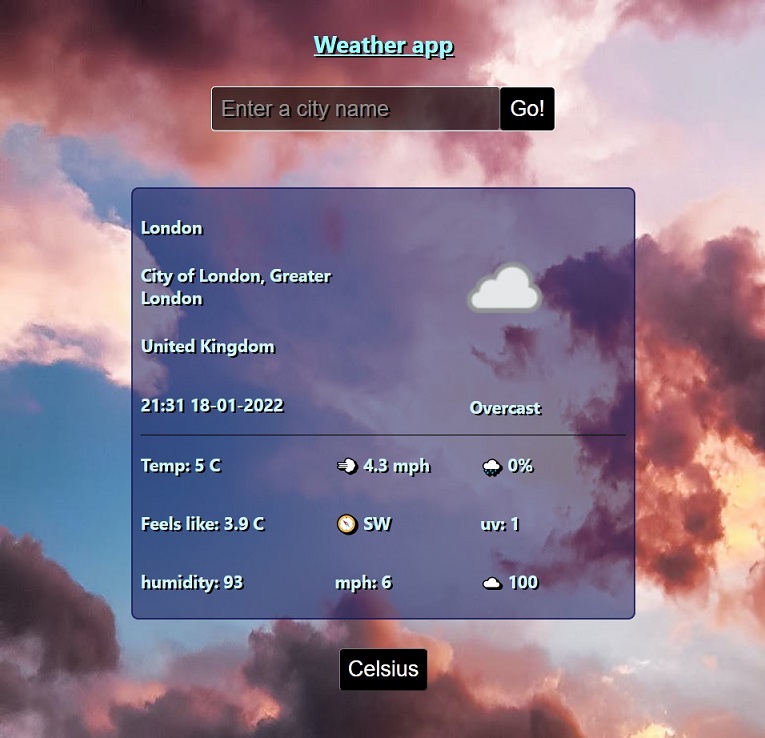 Weather app
Enter a city name Go!
London
City of London, Greater
London
United Kingdom
21:31 18-01-2022 Overcast
Temp: 5 C 4.3 mph 0%
Feels like: 3.9 C SW uv: 1
humidity: 93 mph: 6 100
Celsius